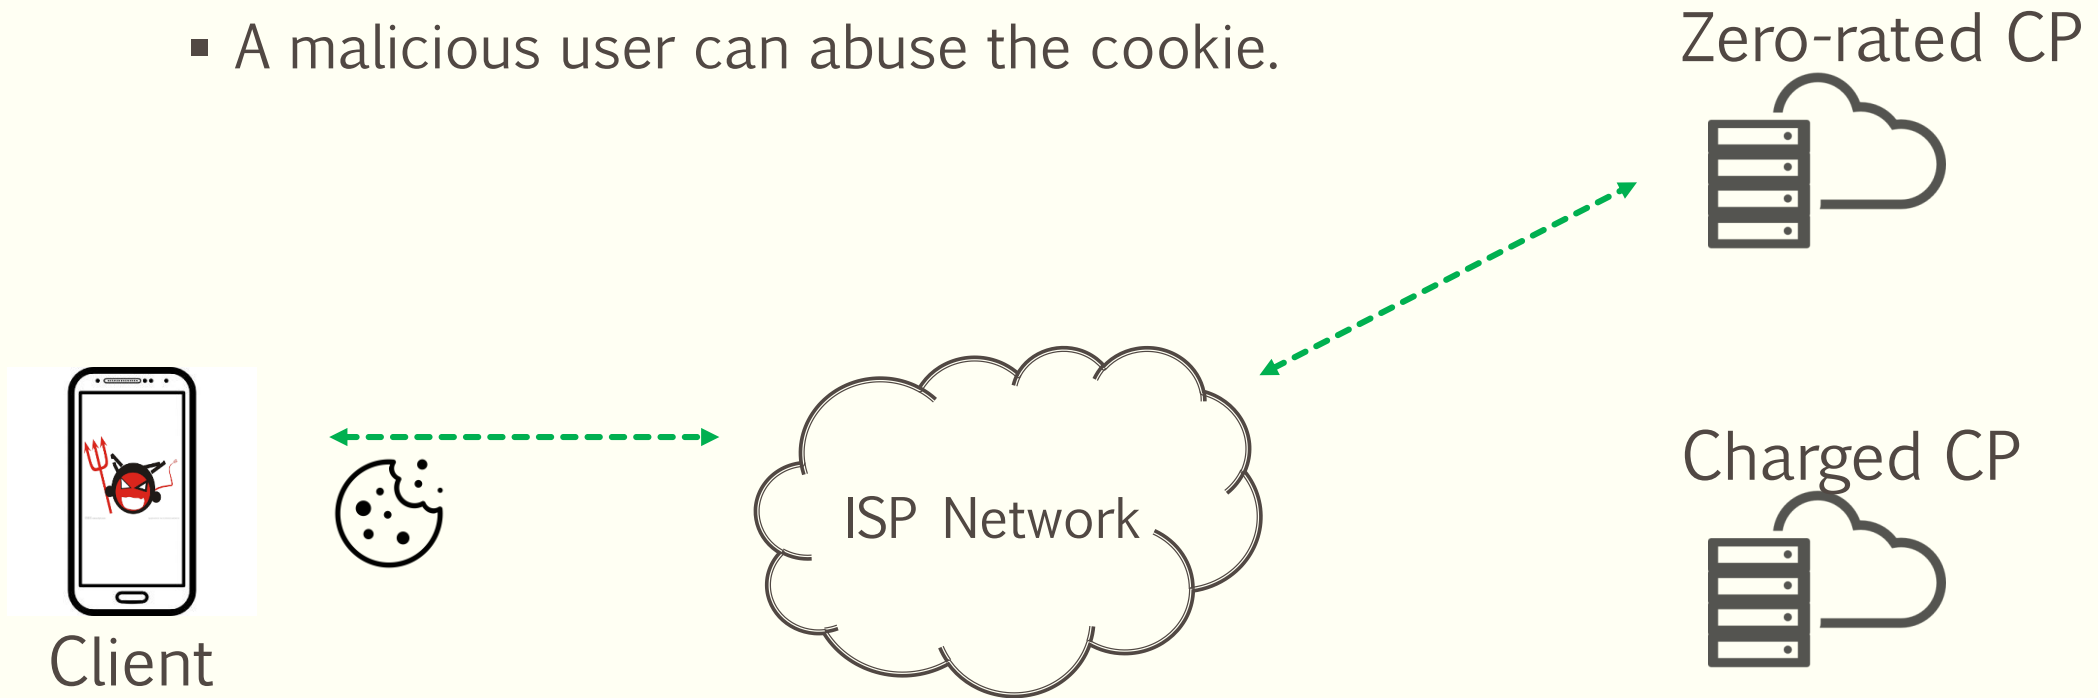 ▪ A malicious user can abuse the cookie.
Zero-rated CP
Charged CP
ISP Network
Client